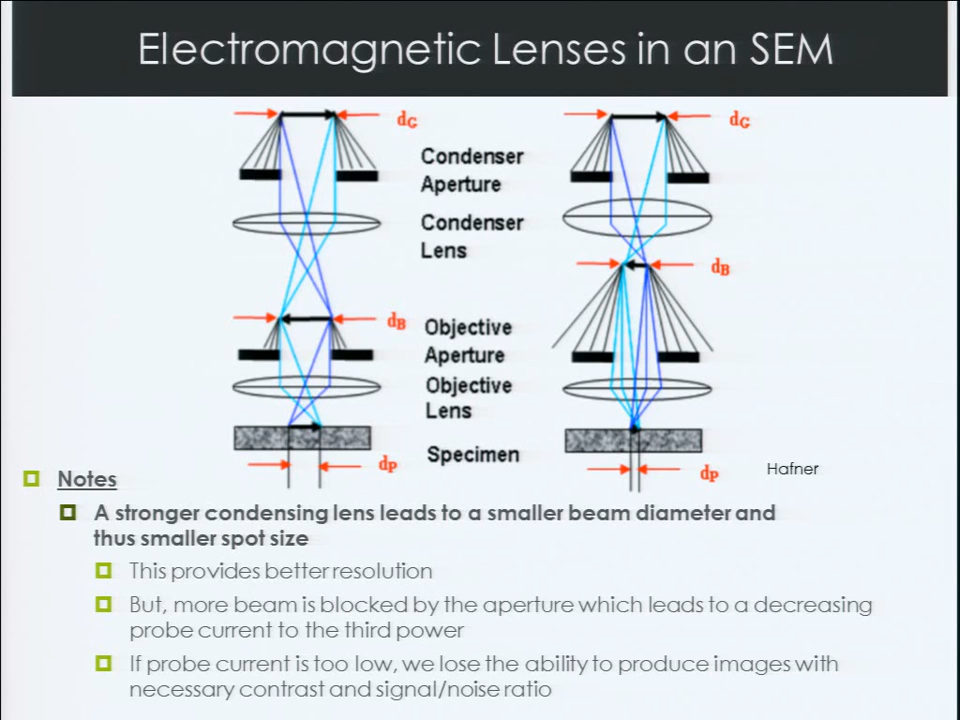 Electromagnetic Lenses in an SEM
dG
dG
Condenser
Aperture
Condenser
Lens
dB
dB
Objective
Aperture
Objective
Lens
Specimen
dP
dP
Hafner
Notes
A stronger condensing lens leads to a smaller beam diameter and
thus smaller spot size
This provides better resolution
But, more beam is blocked by the aperture which leads to a decreasing
probe current to the third power
If probe current is too low, we lose the ability to produce images with
necessary contrast and signal/noise ratio